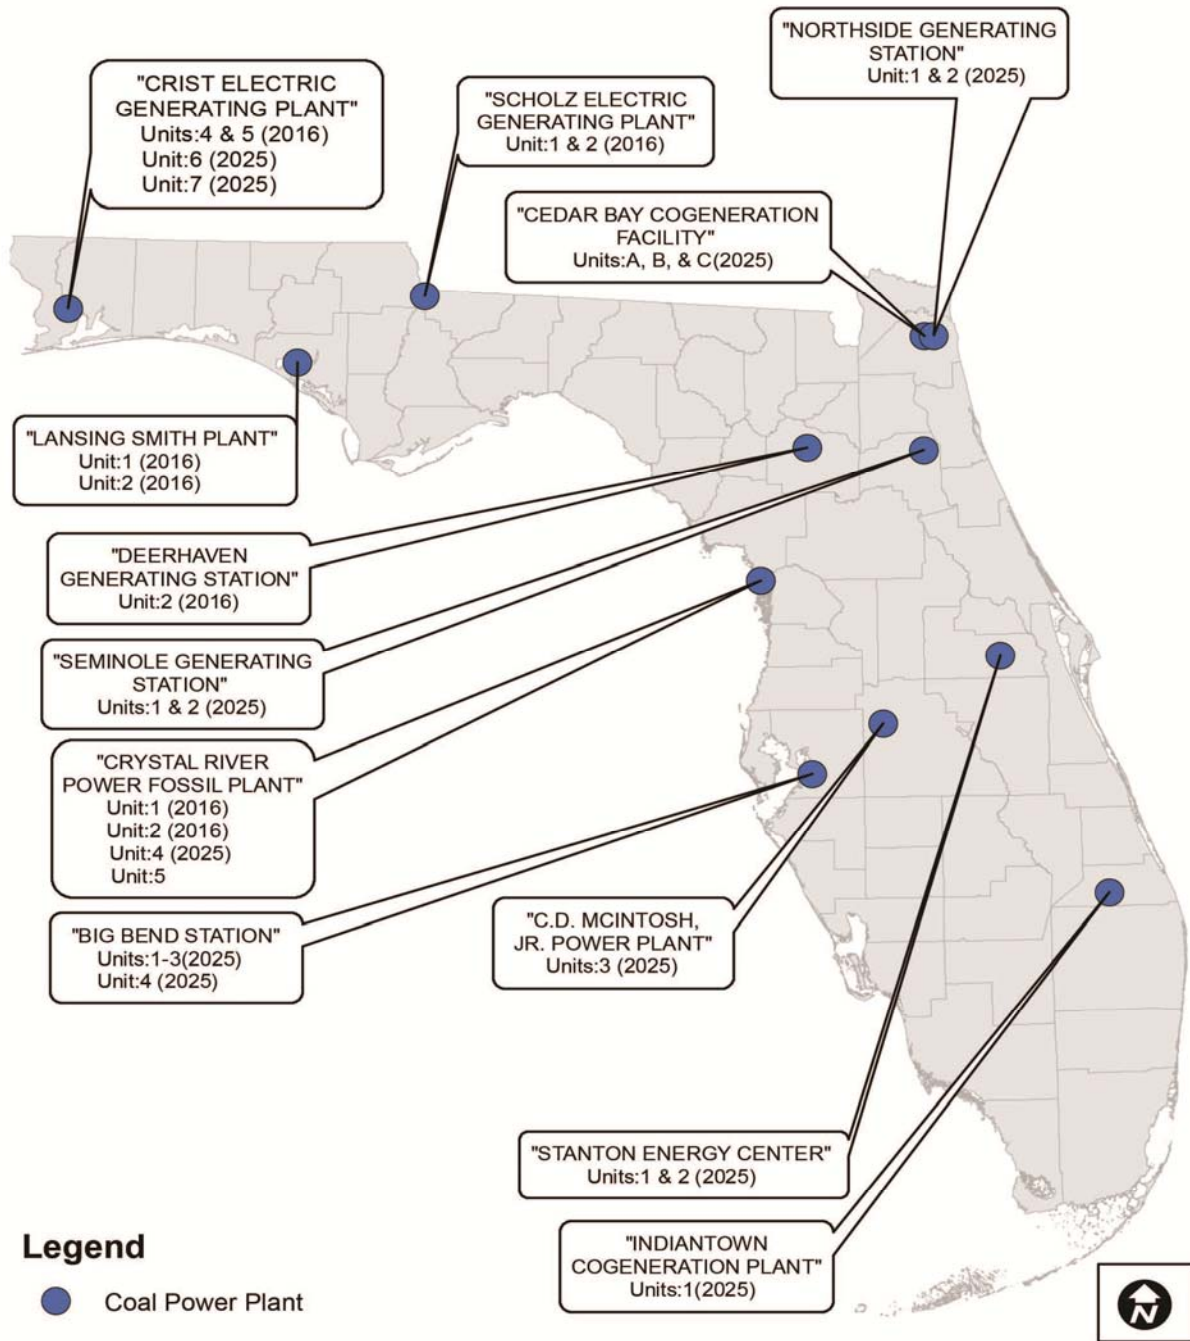 "CRIST ELECTRIC
GENERATING PLANT"
Units:4 & 5 (2016)
Unit:6 (2025)
Unit:7 (2025)
"SCHOLZ ELECTRIC
GENERATING PLANT"
Unit:1 & 2 (2016)
"NORTHSIDE GENERATING
STATION"
Unit:1 & 2 (2025)
"CEDAR BAY COGENERATION
FACILITY"
Units:A, B, & C(2025)
"LANSING SMITH PLANT"
Unit:1 (2016)
Unit:2 (2016)
"DEERHAVEN
GENERATING STATION"
Unit:2 (2016)
"SEMINOLE GENERATING
STATION"
Units:1 & 2 (2025)
"CRYSTAL RIVER
POWER FOSSIL PLANT"
Unit:1 (2016)
Unit:2 (2016)
Unit:4 (2025)
Unit:5
"BIG BEND STATION"
Units:1-3(2025)
Unit:4 (2025)
"C.D. MCINTOSH,
JR. POWER PLANT"
Units:3 (2025)
"STANTON ENERGY CENTER"
Units:1 & 2 (2025)
"INDIANTOWN
COGENERATION PLANT"
Units:1(2025)
Legend
Coal Power Plant
N